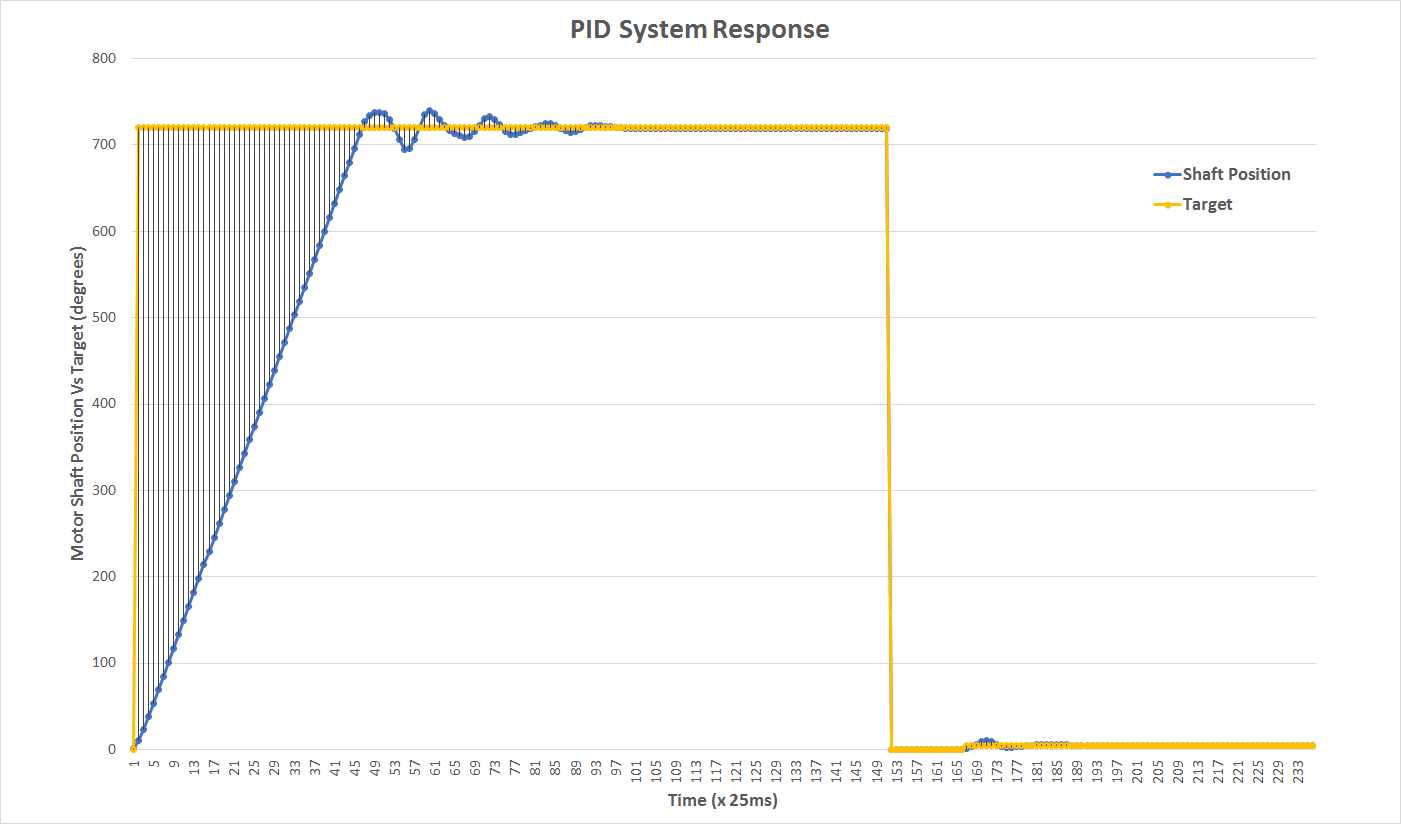 PID System Response
800
700
600
500
400
300
200
100
0
Motor Shaft Position Vs Target (degrees)
Shaft Position
Target
1 5 9 13 17 21 25 29 33 37 41 45 49 53 57 61 65 69 73 77 81 85 89 93 97 101 105 109 113 117 121 125 129 133 137 141 145 149 153 157 161 165 169 173 177 181 185 189 193 197 201 205 209 213 217 221 225 229 233
Time (x 25ms)